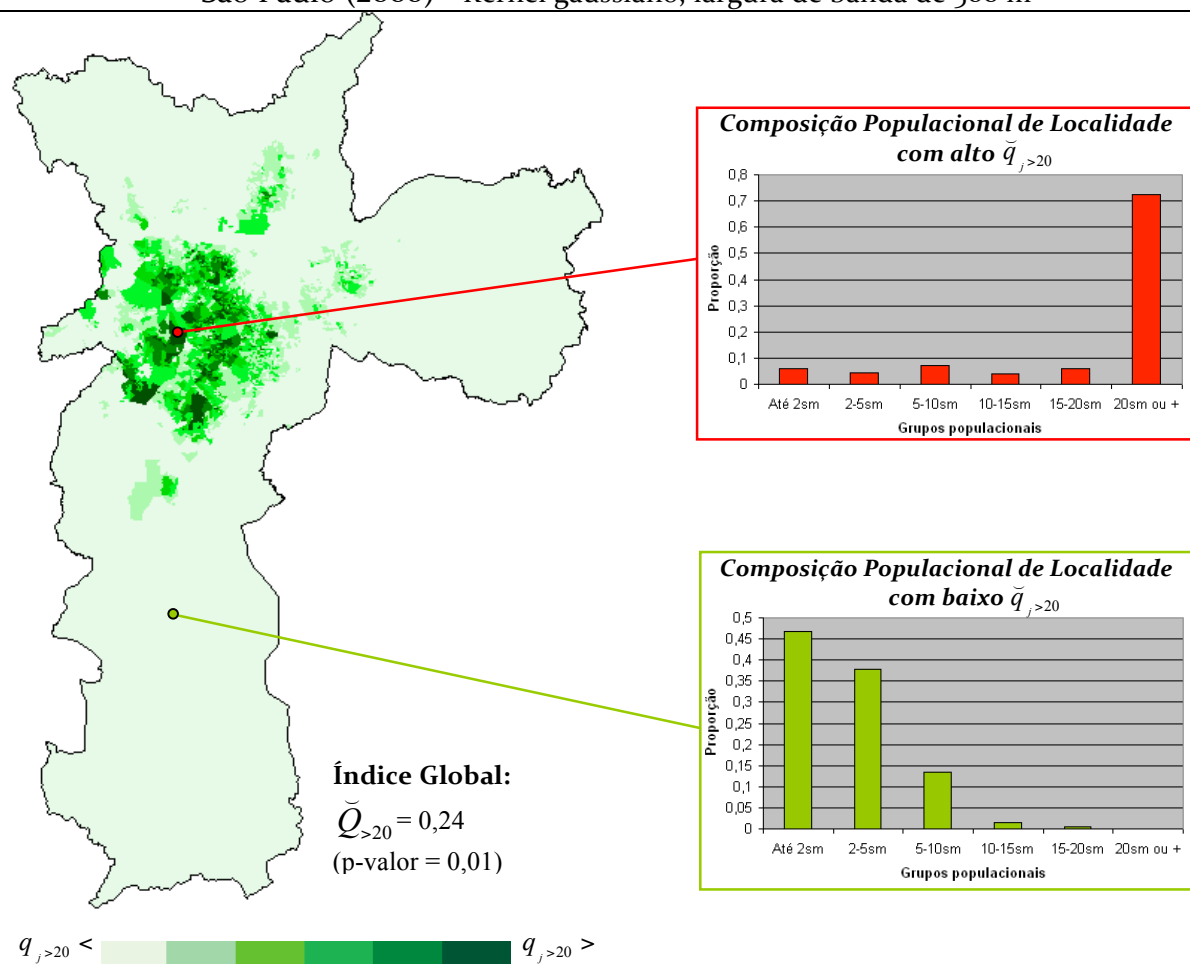 Composição Populacional de Localidade
com alto q̆ j>20
0,8
0,7
0,6
0,5
0,4
0,3
0,2
0,1
0
Proporção
Até 2sm 2-5sm 5-10sm 10-15sm 15-20sm 20sm ou +
Grupos populacionais
Composição Populacional de Localidade
com baixo q̆ j>20
0,5
0,45
0,4
0,35
0,3
0,25
0,2
0,15
0,1
0,05
0
Proporção
Até 2sm 2-5sm 5-10sm 10-15sm 15-20sm 20sm ou +
Grupos populacionais
Índice Global:
Q̆>20 = 0,24
(p-valor = 0,01)
q j>20 < q j>20 >